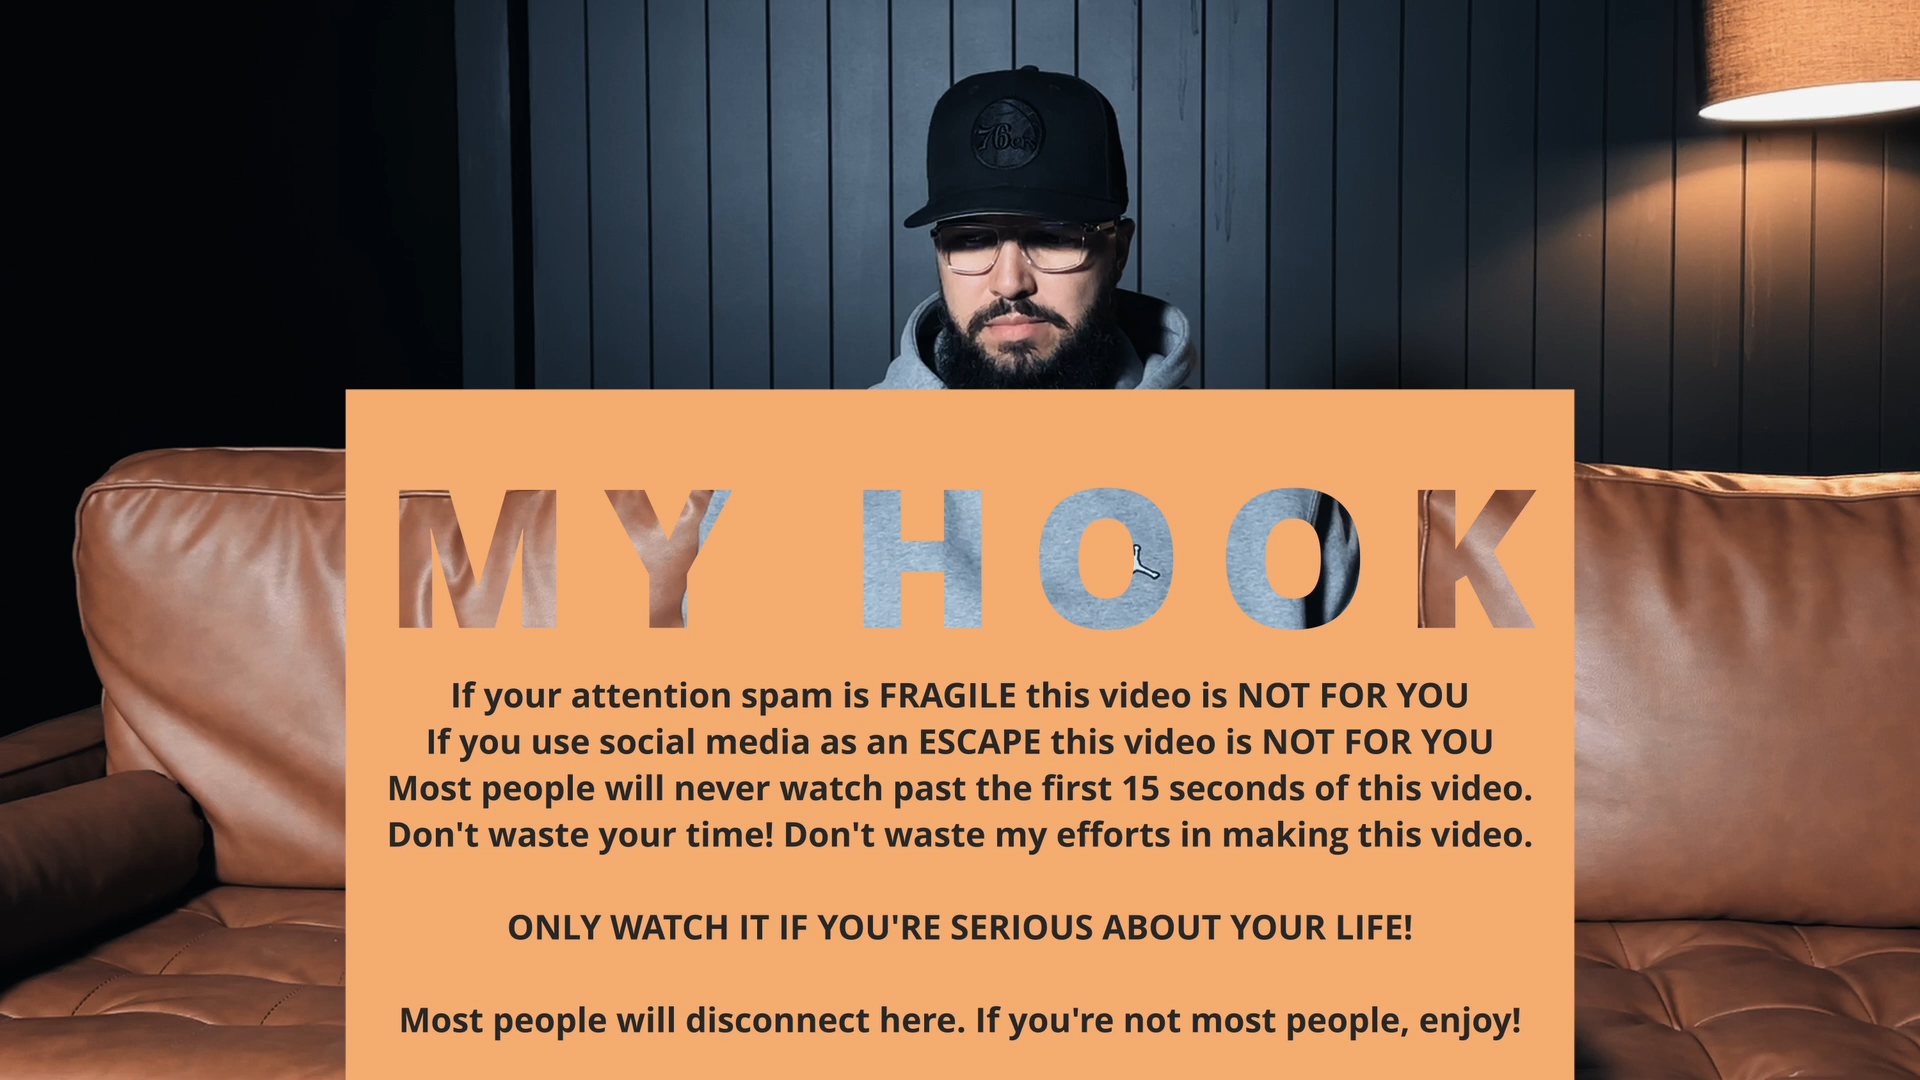 76ers
MY HOOK
If your attention spam is FRAGILE this video is NOT FOR YOU
If you use social media as an ESCAPE this video is NOT FOR YOU
Most people will never watch past the first 15 seconds of this video.
Don't waste your time! Don't waste my efforts in making this video.
ONLY WATCH IT IF YOU'RE SERIOUS ABOUT YOUR LIFE!
Most people will disconnect here. If you're not most people, enjoy!